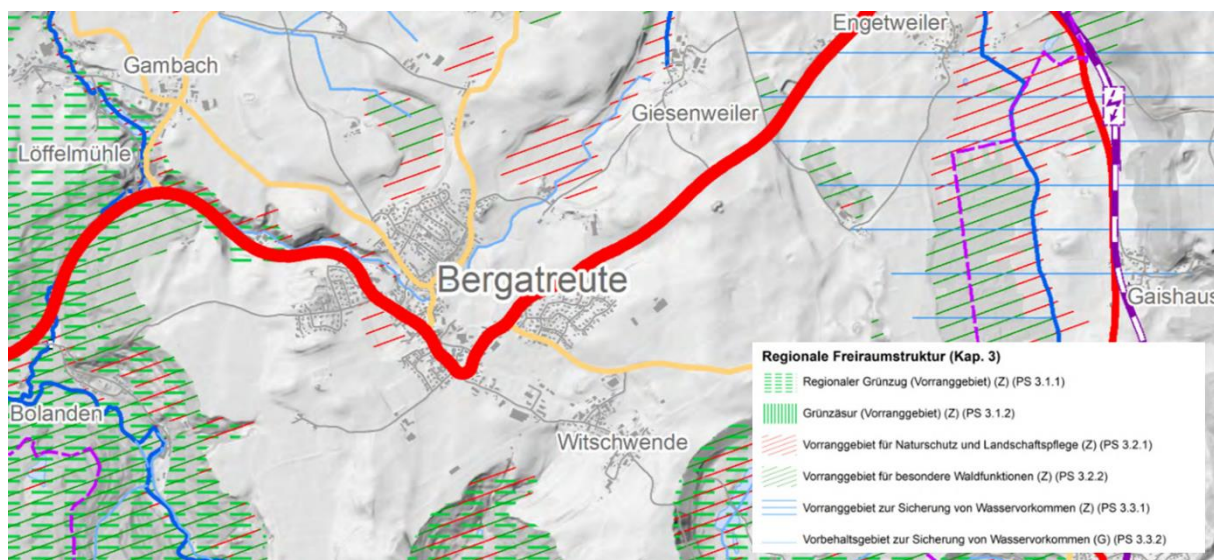 Engetweiler
Gambach
Giesenweiler
Löffelmühle
Bergatreute
Gaishaus
Bolanden
Witschwende
Regionale Freiraumstruktur (Kap. 3)
Regionaler Grünzug (Vorranggebiet) (Z) (PS 3.1.1)
Grünzäsur (Vorranggebiet) (Z) (PS 3.1.2)
Vorranggebiet für Naturschutz und Landschaftspflege (Z) (PS 3.2.1)
Vorranggebiet für besondere Waldfunktionen (Z) (PS 3.2.2)
Vorranggebiet zur Sicherung von Wasservorkommen (Z) (PS 3.3.1)
Vorbehaltsgebiet zur Sicherung von Wasservorkommen (G) (PS 3.3.2)